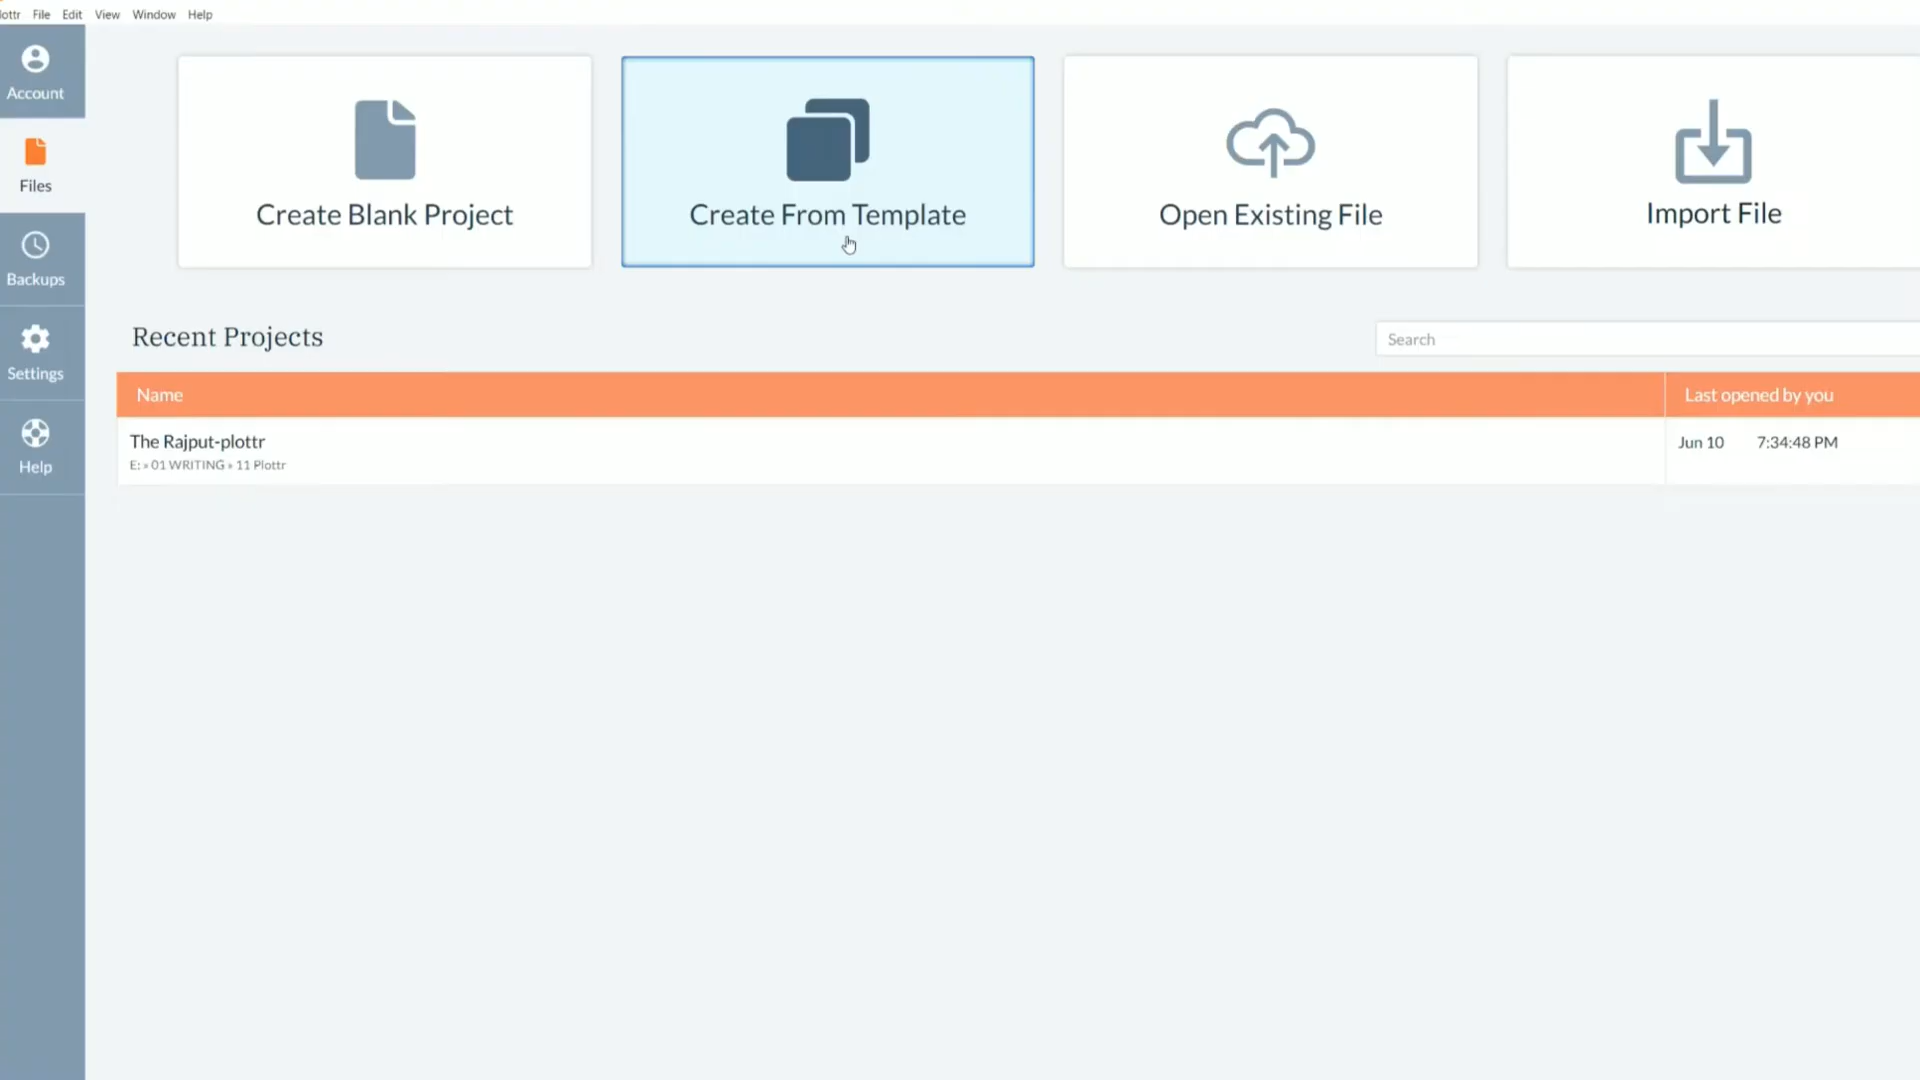 lottr File Edit View Window Help
Account
Files
Backups
Settings
Help
Create Blank Project
Create From Template
Open Existing File
Import File
Recent Projects
Search
Name
Last opened by you
The Rajput-plottr
Jun 10 7:34:48 PM
E: » 01 WRITING » 11 Plottr